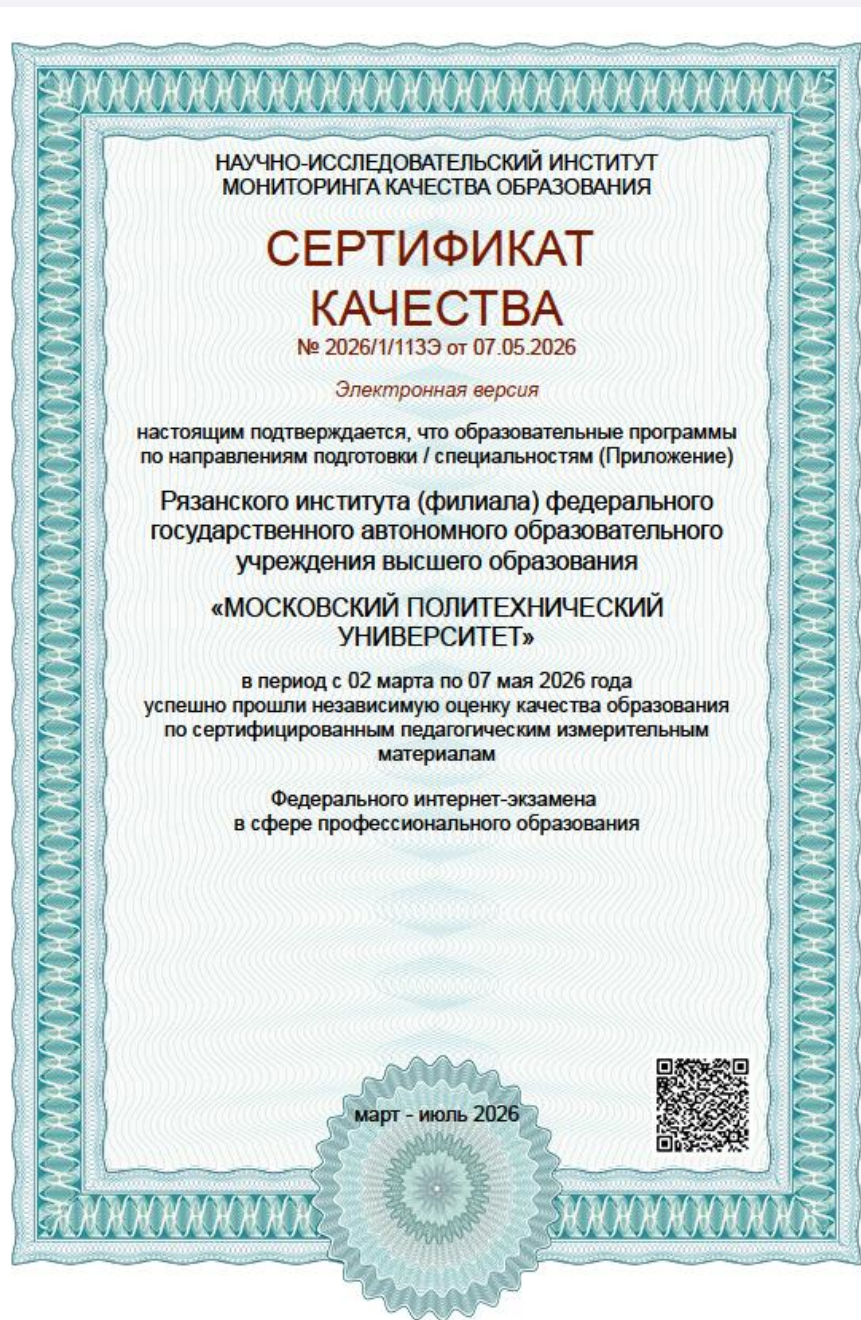 НАУЧНО-ИССЛЕДОВАТЕЛЬСКИЙ ИНСТИТУТ
МОНИТОРИНГА КАЧЕСТВА ОБРАЗОВАНИЯ
СЕРТИФИКАТ
КАЧЕСТВА
№ 2026/1/113Э от 07.05.2026
Электронная версия
настоящим подтверждается, что образовательные программы
по направлениям подготовки / специальностям (Приложение)
Рязанского института (филиала) федерального
государственного автономного образовательного
учреждения высшего образования
«МОСКОВСКИЙ ПОЛИТЕХНИЧЕСКИЙ
УНИВЕРСИТЕТ»
в период с 02 марта по 07 мая 2026 года
успешно прошли независимую оценку качества образования
по сертифицированным педагогическим измерительным
материалам
Федерального интернет-экзамена
в сфере профессионального образования
март - июль 2026